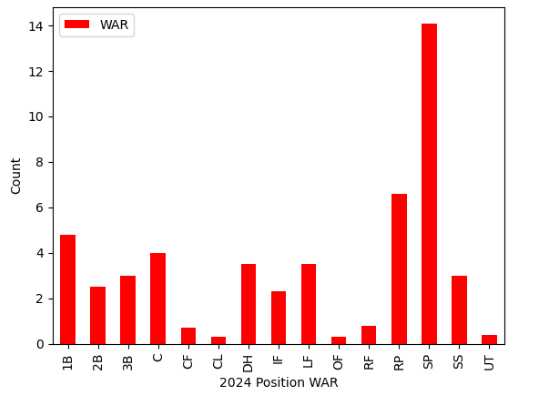 WAR
14
12
10
8
6
4
2
0
Count
1B
2B
3B
C
CF
CL
DH
IF
LF
OF
RF
RP
SP
SS
UT
2024 Position WAR